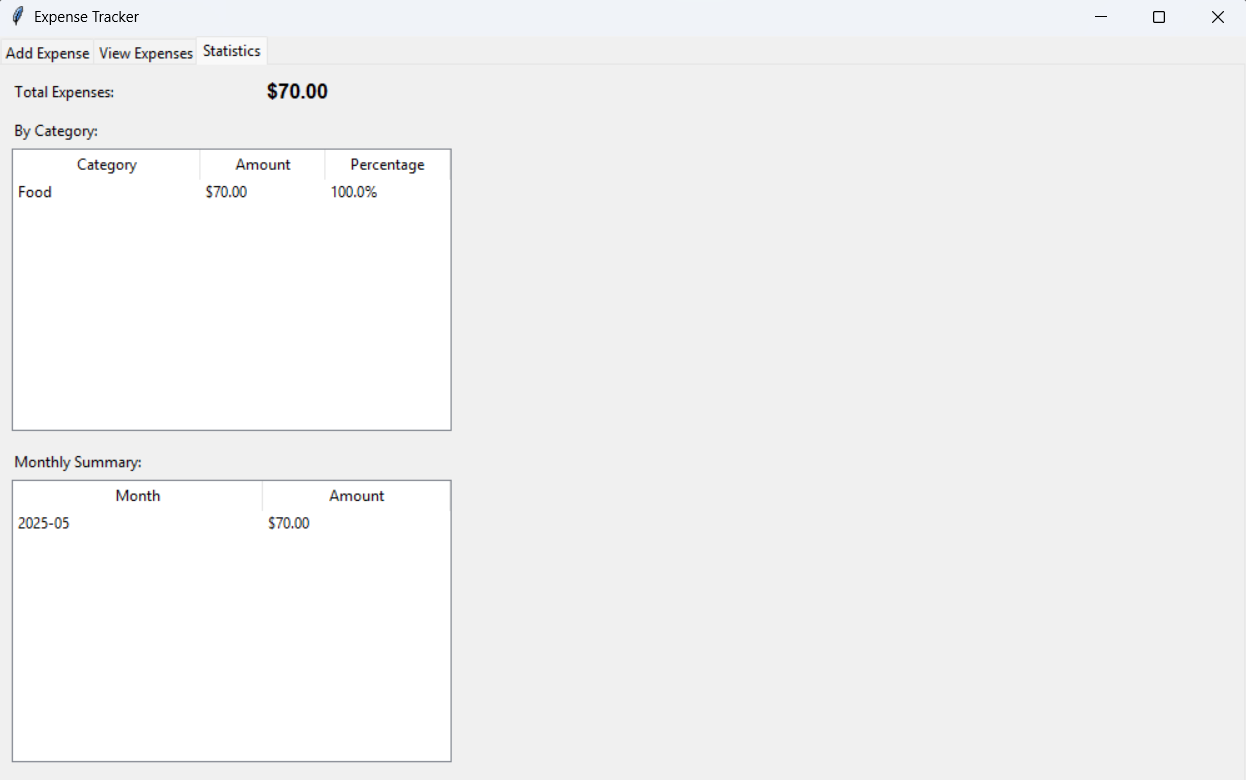 Expense Tracker
Add Expense View Expenses Statistics
Total Expenses: $70.00
By Category:
Category Amount Percentage
Food $70.00 100.0%
Monthly Summary:
Month Amount
2025-05 $70.00